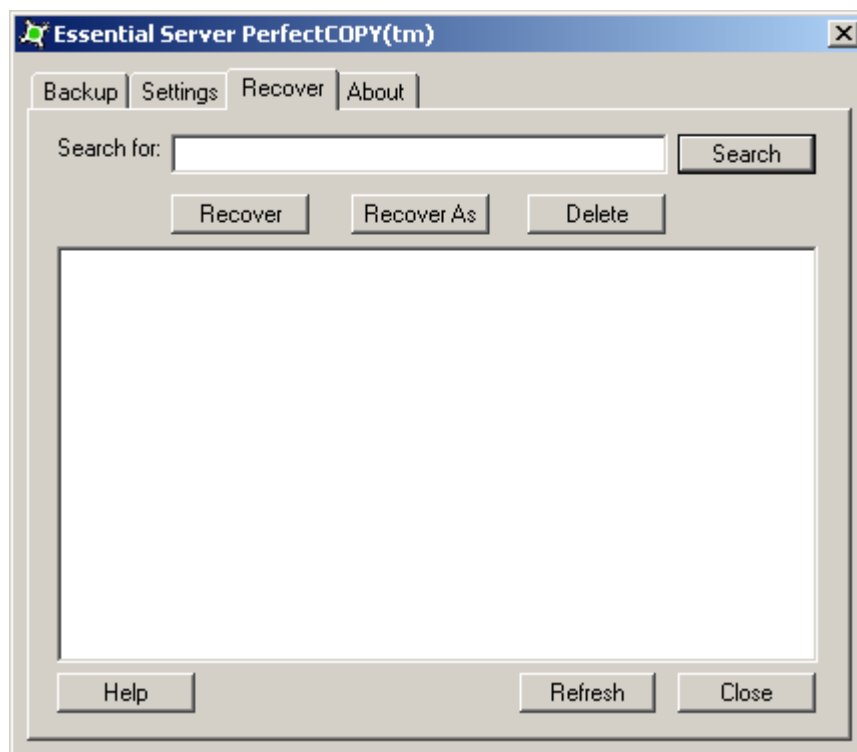 Essential Server PerfectCOPY(tm)
Backup Settings Recover About
Search for: Search
Recover Recover As Delete
Help Refresh Close